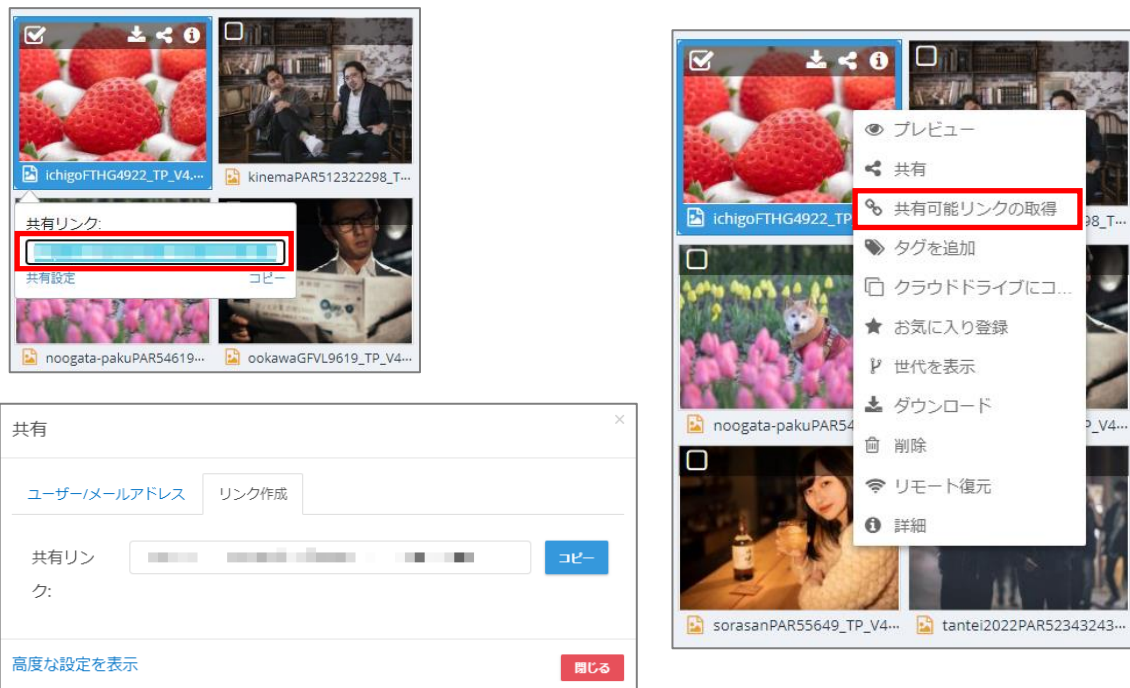 ichigoFTHG4922_TP_V4.…
kinemaPAR512322298_T…
共有リンク:
共有設定
コピー
noogata-pakuPAR54619…
ookawaGFVL9619_TP_V4…
共有
×
ユーザー/メールアドレス
リンク作成
共有リン
ク:
コピー
高度な設定を表示
閉じる
プレビュー
共有
共有可能リンクの取得
タグを追加
クラウドドライブにコ...
お気に入り登録
世代を表示
ダウンロード
削除
リモート復元
詳細
ichigoFTHG4922_TP
98_T…
noogata-pakuPAR54
P_V4…
sorasanPAR55649_TP_V4…
tantei2022PAR52343243…